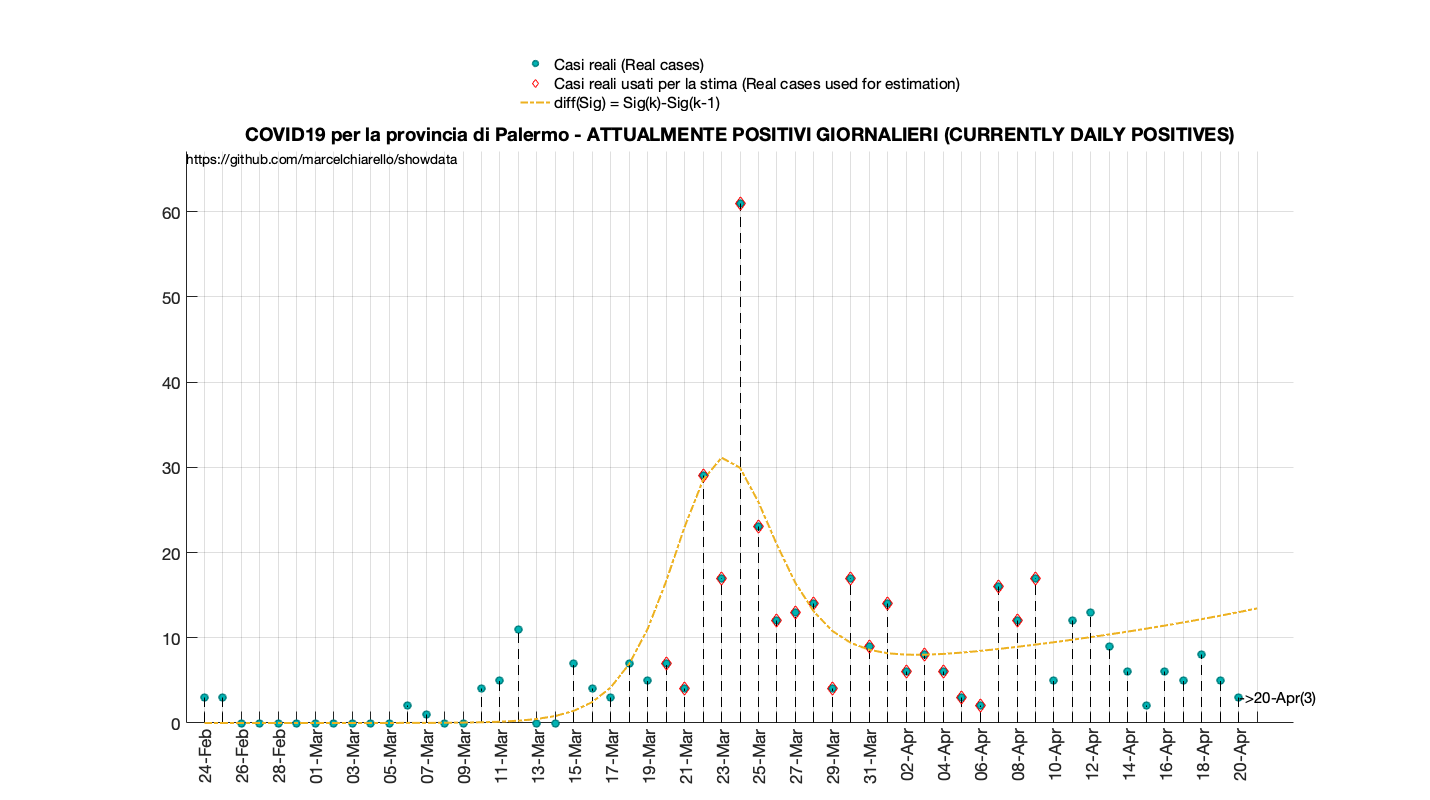 Casi reali (Real cases)
Casi reali usati per la stima (Real cases used for estimation)
diff(Sig) = Sig(k)-Sig(k-1)
COVID19 per la provincia di Palermo - ATTUALMENTE POSITIVI GIORNALIERI (CURRENTLY DAILY POSITIVES)
https://github.com/marcelchiarello/showdata
60
50
40
30
20
10
0
->20-Apr(3)
24-Feb
26-Feb
28-Feb
01-Mar
03-Mar
05-Mar
07-Mar
09-Mar
11-Mar
13-Mar
15-Mar
17-Mar
19-Mar
21-Mar
23-Mar
25-Mar
27-Mar
29-Mar
31-Mar
02-Apr
04-Apr
06-Apr
08-Apr
10-Apr
12-Apr
14-Apr
16-Apr
18-Apr
20-Apr